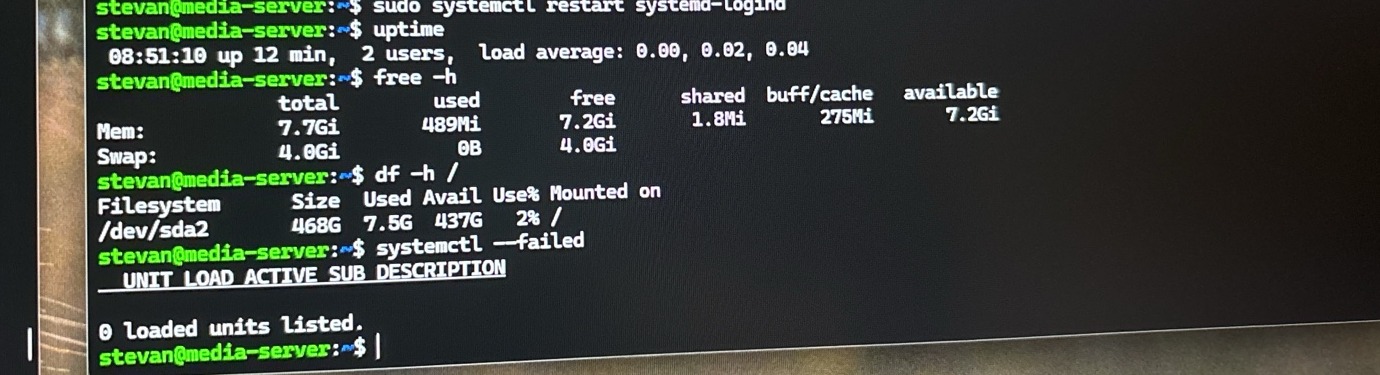 stevan@media-server:~$ sudo systemctl restart systemd-logind
stevan@media-server:~$ uptime
 08:51:10 up 12 min,  2 users,  load average: 0.00, 0.02, 0.04
stevan@media-server:~$ free -h
               total        used        free      shared  buff/cache   available
Mem:           7.7Gi       489Mi       7.2Gi       1.8Mi       275Mi       7.2Gi
Swap:          4.0Gi          0B       4.0Gi
stevan@media-server:~$ df -h /
Filesystem      Size  Used Avail Use% Mounted on
/dev/sda2       468G  7.5G  437G   2% /
stevan@media-server:~$ systemctl --failed
  UNIT LOAD ACTIVE SUB DESCRIPTION
0 loaded units listed.
stevan@media-server:~$